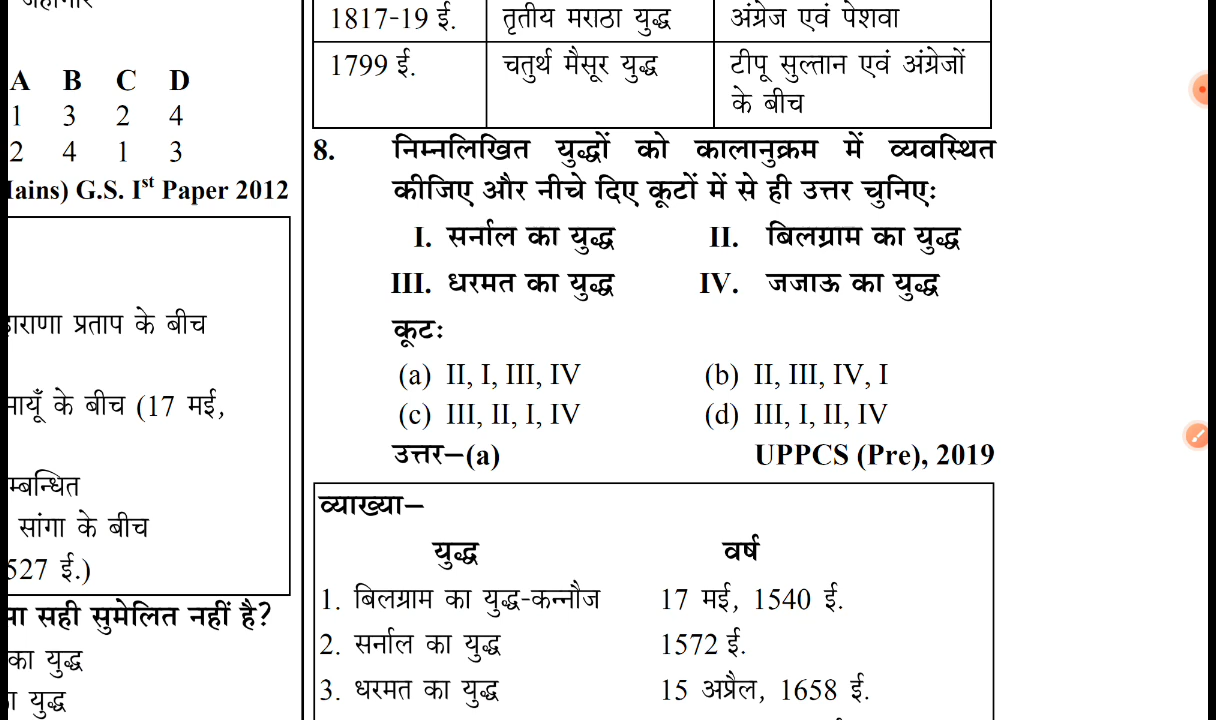 A B C D
1 3 2 4
2 4 1 3
G.S. Ist Paper 2012
प्रताप के बीच
के बीच (17 मई,
सांगा के बीच
ई.)
सही सुमेलित नहीं है?
का युद्ध
युद्ध
1817-19 ई. तृतीय मराठा युद्ध अंग्रेज एवं पेशवा
1799 ई. चतुर्थ मैसूर युद्ध टीपू सुल्तान एवं अंग्रेजों
के बीच
8. निम्नलिखित युद्धों को कालानुक्रम में व्यवस्थित
कीजिए और नीचे दिए कूटों में से ही उत्तर चुनिएः
I. सर्नाल का युद्ध II. बिलग्राम का युद्ध
III. धरमत का युद्ध IV. जजाऊ का युद्ध
कूटः
(a) II, I, III, IV (b) II, III, IV, I
(c) III, II, I, IV (d) III, I, II, IV
उत्तर–(a) UPPCS (Pre), 2019
व्याख्या–
युद्ध वर्ष
1. बिलग्राम का युद्ध-कन्नौज 17 मई, 1540 ई.
2. सर्नाल का युद्ध 1572 ई.
3. धरमत का युद्ध 15 अप्रैल, 1658 ई.